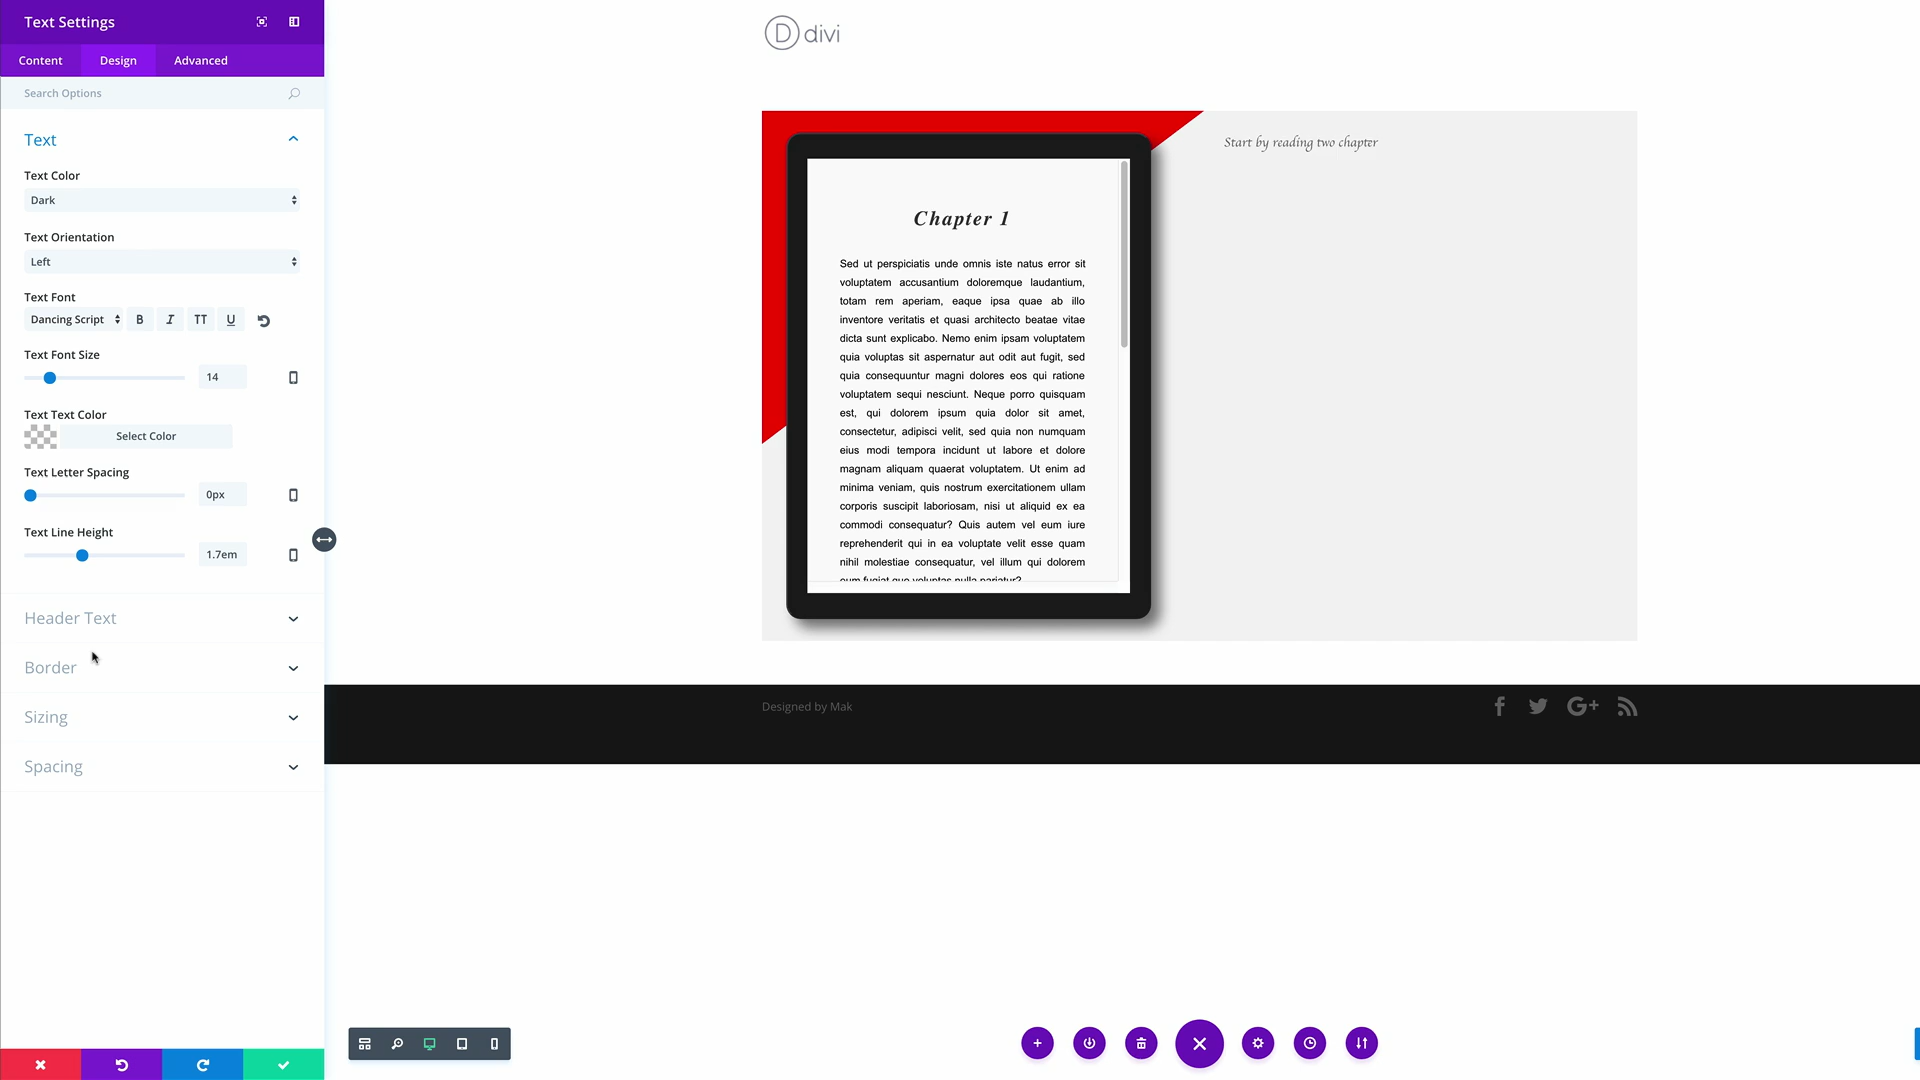 Text Settings
Content Design Advanced
Search Options
Text
Text Color
Dark
Text Orientation
Left
Text Font
Dancing Script B I TT U
Text Font Size
14
Text Text Color
Select Color
Text Letter Spacing
0px
Text Line Height
1.7em
Header Text
Border
Sizing
Spacing
D divi
Chapter 1
Sed ut perspiciatis unde omnis iste natus error sit
voluptatem accusantium doloremque laudantium,
totam rem aperiam, eaque ipsa quae ab illo
inventore veritatis et quasi architecto beatae vitae
dicta sunt explicabo. Nemo enim ipsam voluptatem
quia voluptas sit aspernatur aut odit aut fugit, sed
quia consequuntur magni dolores eos qui ratione
voluptatem sequi nesciunt. Neque porro quisquam
est, qui dolorem ipsum quia dolor sit amet,
consectetur, adipisci velit, sed quia non numquam
eius modi tempora incidunt ut labore et dolore
magnam aliquam quaerat voluptatem. Ut enim ad
minima veniam, quis nostrum exercitationem ullam
corporis suscipit laboriosam, nisi ut aliquid ex ea
commodi consequatur? Quis autem vel eum iure
reprehenderit qui in ea voluptate velit esse quam
nihil molestiae consequatur, vel illum qui dolorem
eum fugiat quo voluptas nulla pariatur?
Start by reading two chapter
Designed by Mak